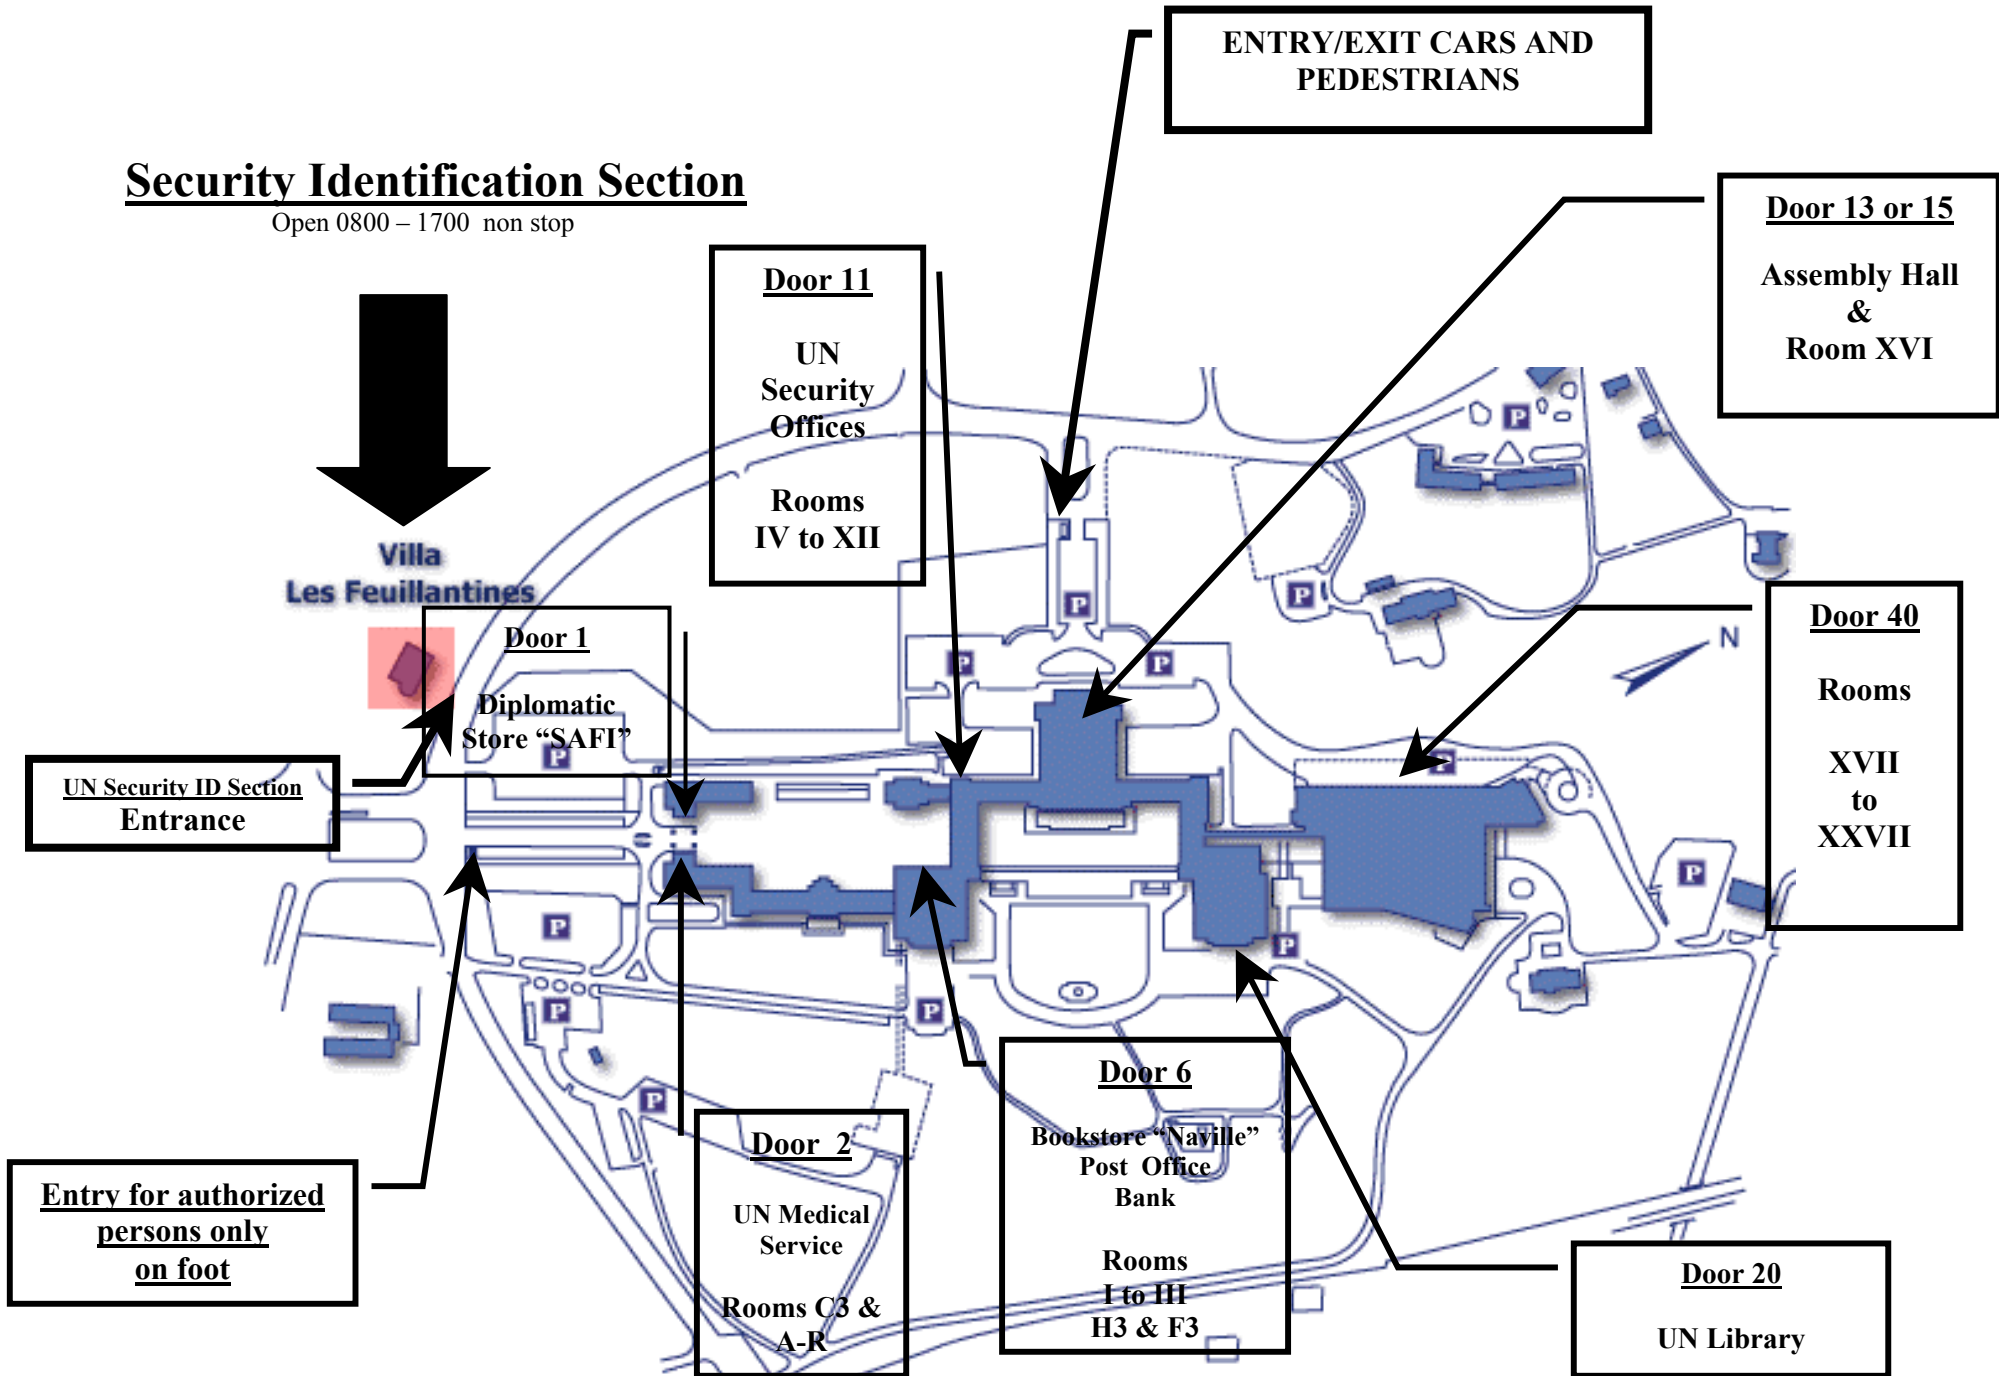 ENTRY/EXIT CARS AND
PEDESTRIANS
Security Identification Section
Open 0800 – 1700 non stop
Door 13 or 15
Assembly Hall
&
Room XVI
Door 11
UN
Security
Offices
Rooms
IV to XII
P
Villa
Les Feuillantines
P
P
Door 40
Rooms
XVII
to
XXVII
N
Door 1
Diplomatic
Store “SAFI”
P
P
P
P
UN Security ID Section
Entrance
P
P
P
P
P
P
Door 6
Bookstore “Naville”
Post Office
Bank
Rooms
I to III
H3 & F3
Door 2
UN Medical
Service
Rooms C3 &
A-R
Entry for authorized
persons only
on foot
Door 20
UN Library